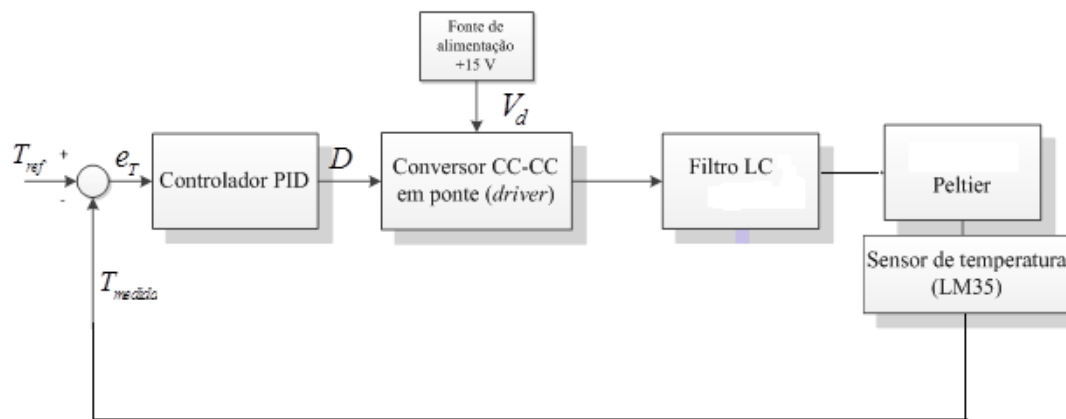 Fonte de
alimentação
+15 V
V_d
T_ref
+
-
e_T
Controlador PID
D
Conversor CC-CC
em ponte (driver)
Filtro LC
Peltier
Sensor de temperatura
(LM35)
T_medida